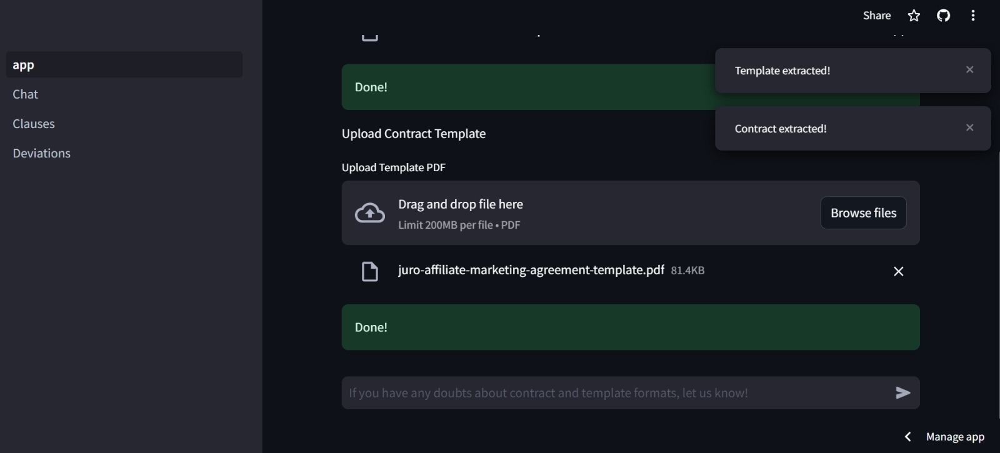 Share
app
Chat
Clauses
Deviations
Done!
Template extracted!
Contract extracted!
Upload Contract Template
Upload Template PDF
Drag and drop file here
Limit 200MB per file • PDF
Browse files
juro-affiliate-marketing-agreement-template.pdf 81.4KB
Done!
If you have any doubts about contract and template formats, let us know!
Manage app